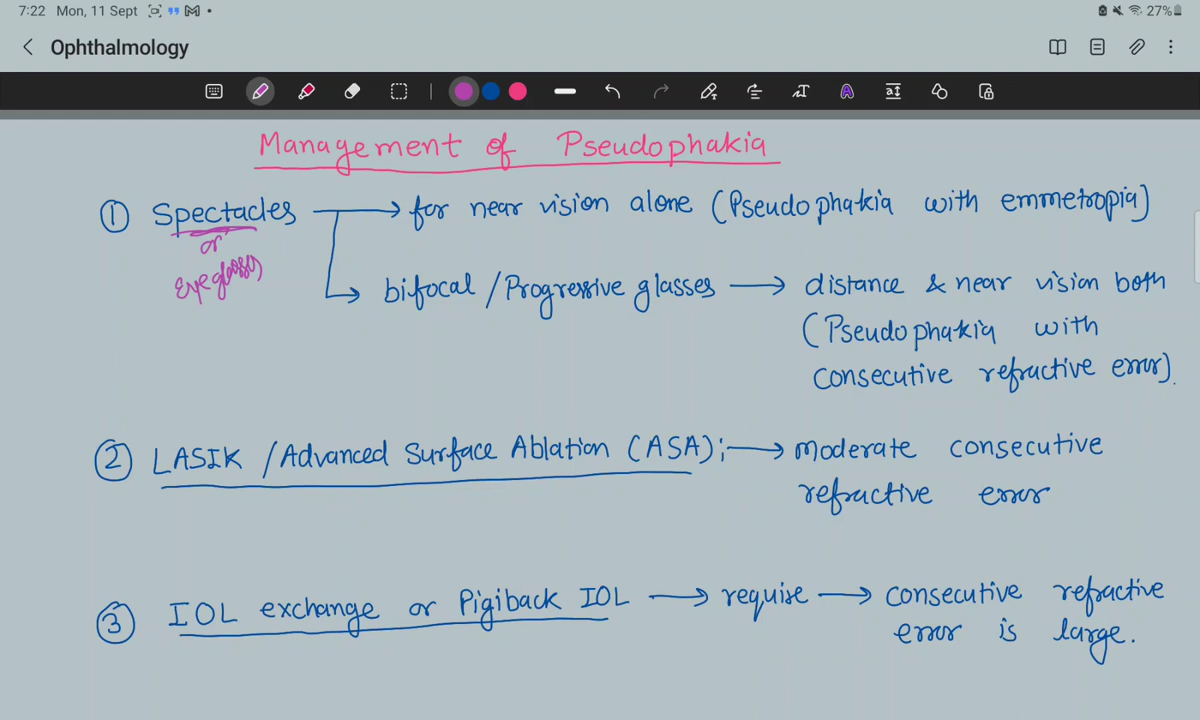 7:22 Mon, 11 Sept
27%
Ophthalmology
Management of Pseudophakia
① Spectacles → for near vision alone (Pseudophakia with emmetropia)
or
eyeglasses
→ bifocal / Progressive glasses → distance & near vision both
(Pseudophakia with
consecutive refractive error).
② LASIK / Advanced Surface Ablation (ASA); → moderate consecutive
refractive error
③ IOL exchange or Pigiback IOL → require → consecutive refractive
error is large.